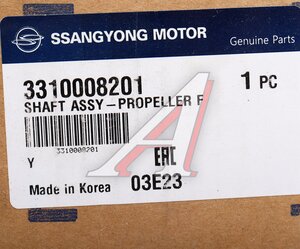 SSANGYONG MOTOR
Genuine Parts
3310008201
1 PC
SHAFT ASSY-PROPELLER F
Y
3310008201
EAC
Made in Korea
03E23